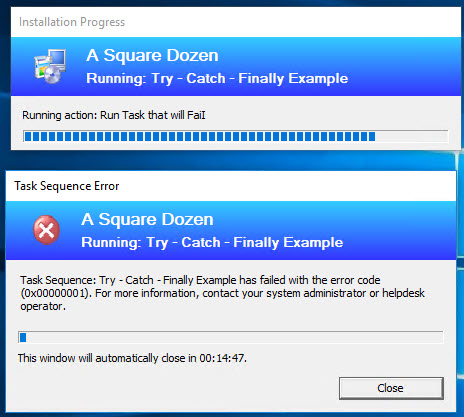 Installation Progress
A Square Dozen
Running: Try - Catch - Finally Example
Running action: Run Task that will Fail
Task Sequence Error
A Square Dozen
Running: Try - Catch - Finally Example
Task Sequence: Try - Catch - Finally Example has failed with the error code
(0x00000001). For more information, contact your system administrator or helpdesk
operator.
This window will automatically close in 00:14:47.
Close